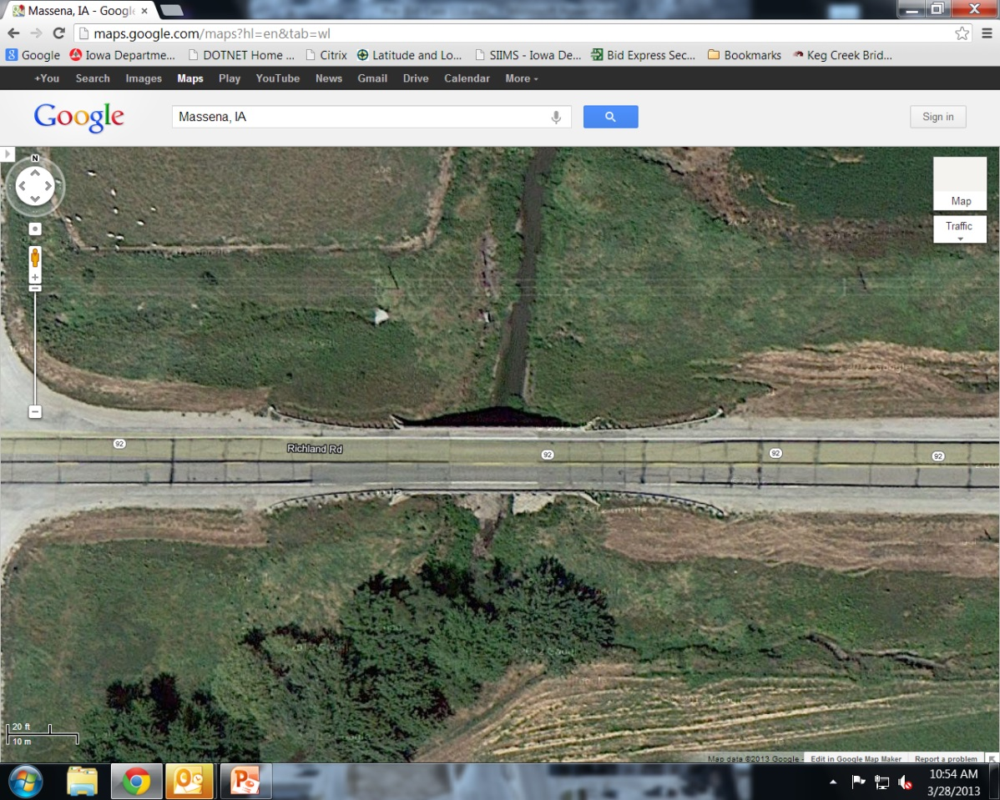 Massena, IA - Google
maps.google.com/maps?hl=en&tab=wl
Google Iowa Departme... DOTNET Home ... Citrix Latitude and Lo... SIIMS - Iowa De... Bid Express Sec... Bookmarks Keg Creek Brid...
+You Search Images Maps Play YouTube News Gmail Drive Calendar More
Google Massena, IA Sign in
N
Map
Traffic
92 Richland Rd 92 92 92
20 ft
10 m
Map data ©2013 Google - Edit in Google Map Maker Report a problem
10:54 AM
3/28/2013